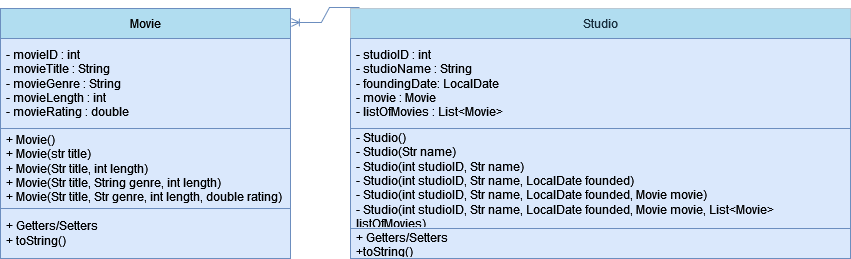 Movie
- movieID : int
- movieTitle : String
- movieGenre : String
- movieLength : int
- movieRating : double
+ Movie()
+ Movie(str title)
+ Movie(Str title, int length)
+ Movie(Str title, String genre, int length)
+ Movie(Str title, Str genre, int length, double rating)
+ Getters/Setters
+ toString()
Studio
- studioID : int
- studioName : String
- foundingDate: LocalDate
- movie : Movie
- listOfMovies : List<Movie>
- Studio()
- Studio(Str name)
- Studio(int studioID, Str name)
- Studio(int studioID, Str name, LocalDate founded)
- Studio(int studioID, Str name, LocalDate founded, Movie movie)
- Studio(int studioID, Str name, LocalDate founded, Movie movie, List<Movie>
listOfMovies)
+ Getters/Setters
+toString()